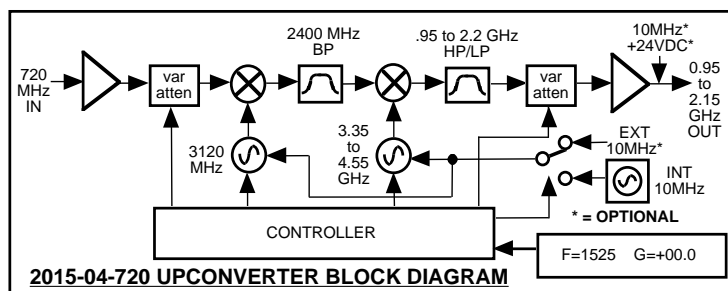 2400 MHz
BP
.95 to 2.2 GHz
HP/LP
10MHz*
+24VDC*
720
MHz
IN
var
atten
var
atten
0.95
to
2.15
GHz
OUT
3120
MHz
3.35
to
4.55
GHz
EXT
10MHz*
INT
10MHz
* = OPTIONAL
CONTROLLER
F=1525 G=+00.0
2015-04-720 UPCONVERTER BLOCK DIAGRAM